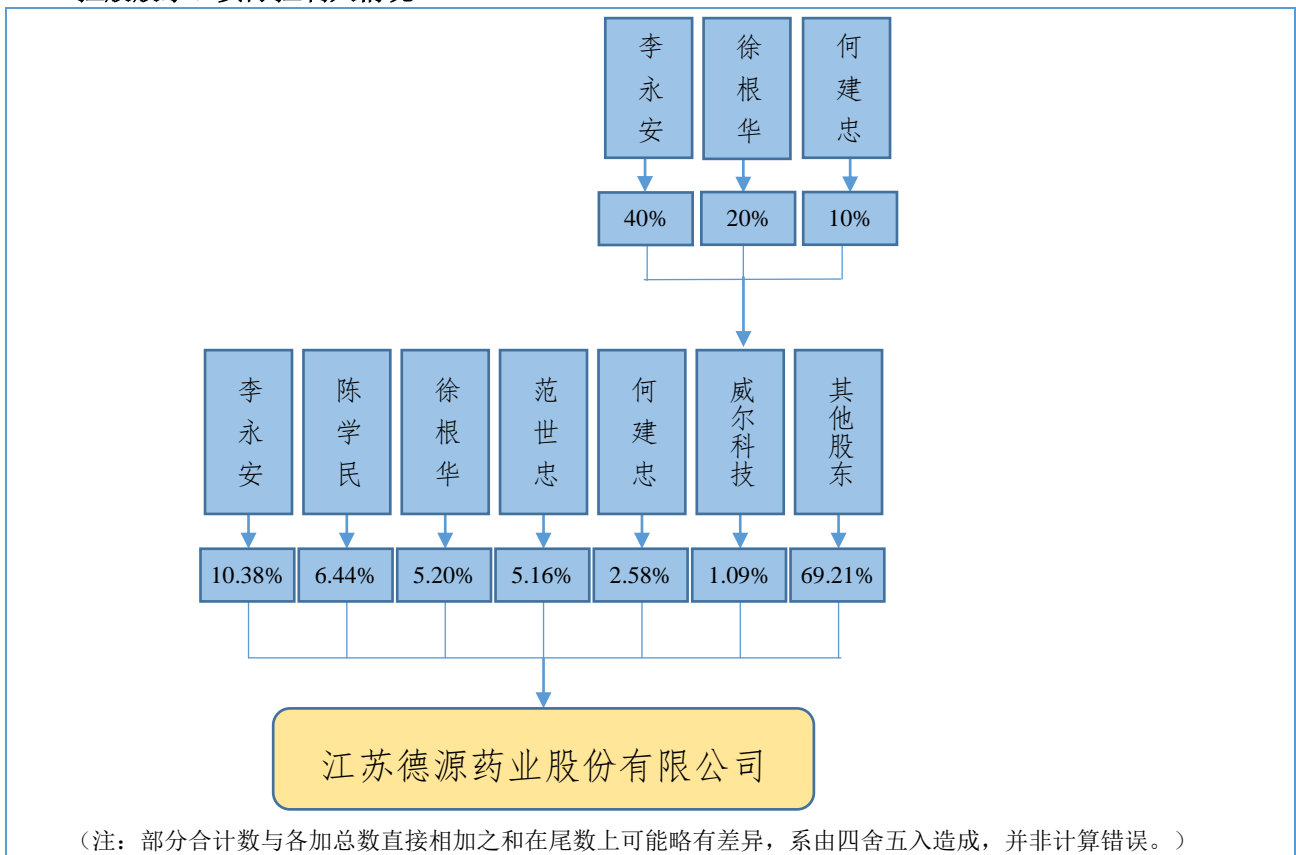 李永安
徐根华
何建忠
40%
20%
10%
李永安
陈学民
徐根华
范世忠
何建忠
威尔科技
其他股东
10.38%
6.44%
5.20%
5.16%
2.58%
1.09%
69.21%
江苏德源药业股份有限公司
（注：部分合计数与各加总数直接相加之和在尾数上可能略有差异，系由四舍五入造成，并非计算错误。）